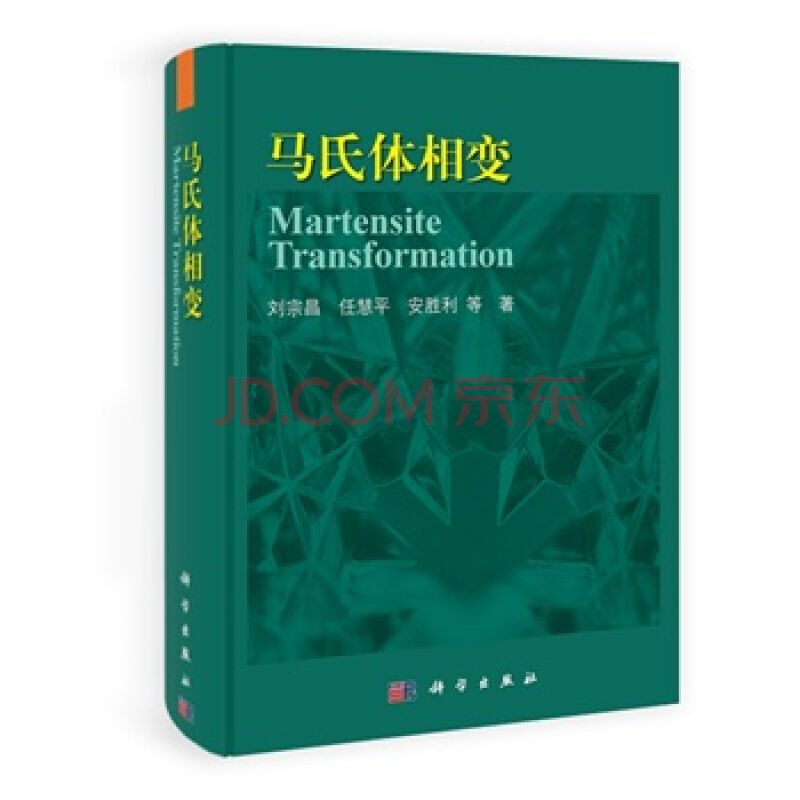 马氏体相变
Martensite Transformation
科学出版社
马氏体相变
Martensite
Transformation
刘宗昌 任慧平 安胜利 等 著
JD.COM 京东
科学出版社